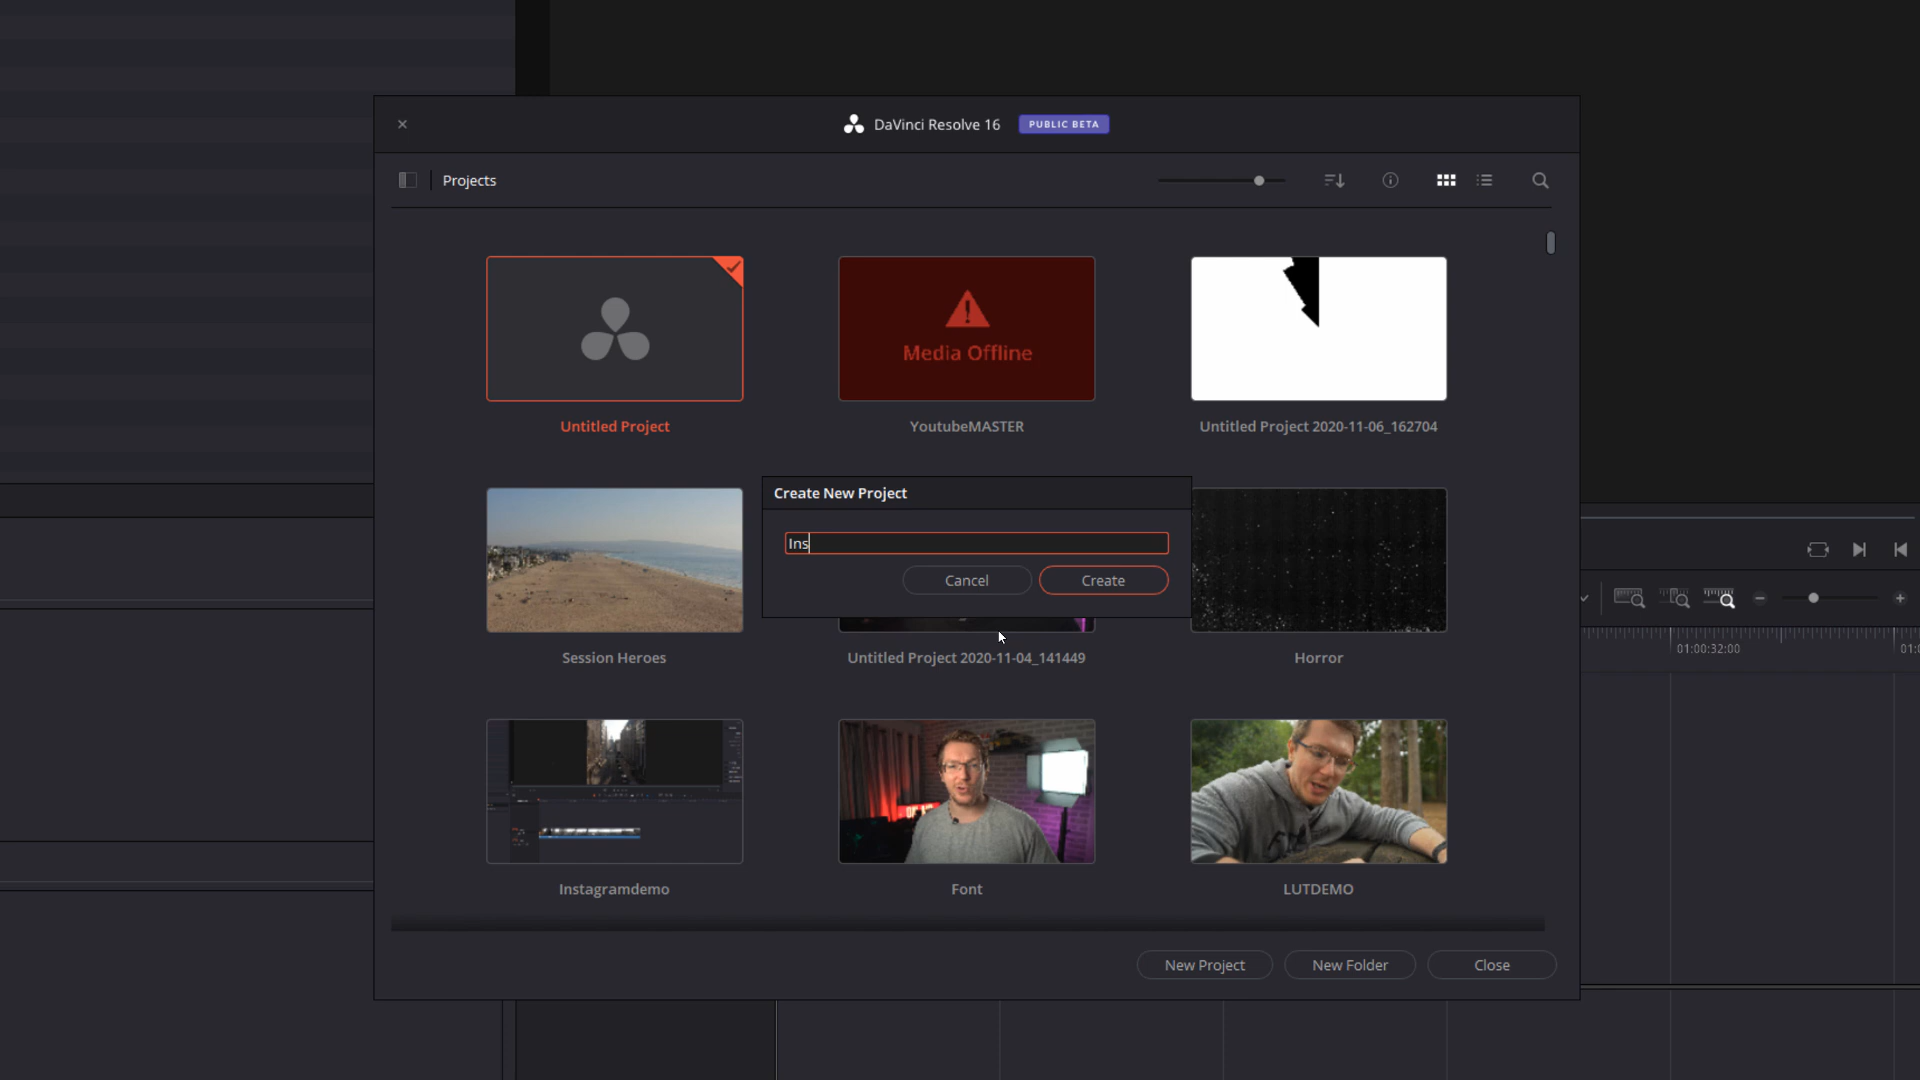 DaVinci Resolve 16 PUBLIC BETA
Projects
Media Offline
Untitled Project
YoutubeMASTER
Untitled Project 2020-11-06_162704
Create New Project
Ins
Cancel
Create
Session Heroes
Untitled Project 2020-11-04_141449
Horror
01:00:32:00
Instagramdemo
Font
LUTDEMO
New Project
New Folder
Close